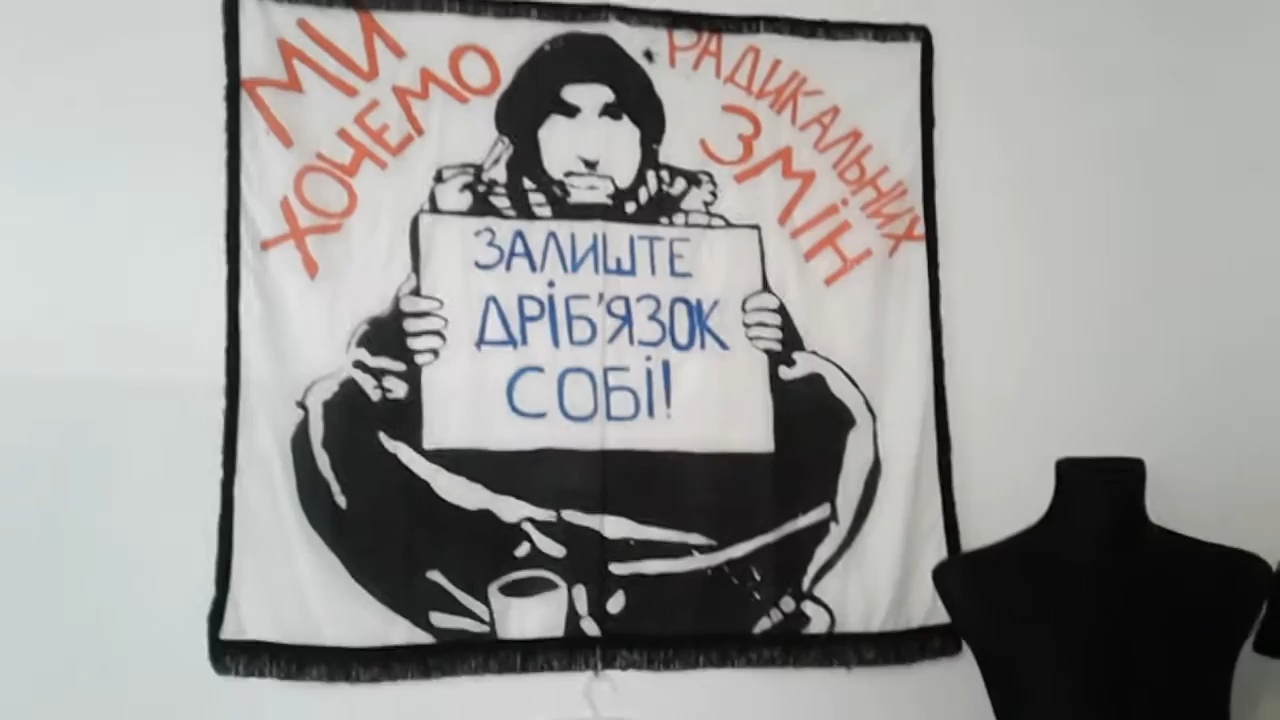 МИ
ХОЧЕМО
РАДИКАЛЬНИХ
ЗМІН
ЗАЛИШТЕ
ДРІБ'ЯЗОК
СОБІ!